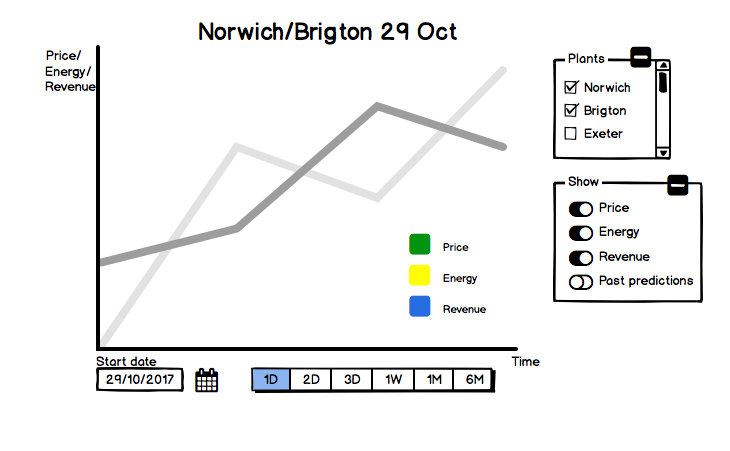 Norwich/Brigton 29 Oct
Price/
Energy/
Revenue
Plants
Norwich
Brigton
Exeter
Show
Price
Energy
Revenue
Past predictions
Price
Energy
Revenue
Start date
Time
29/10/2017
1D 2D 3D 1W 1M 6M